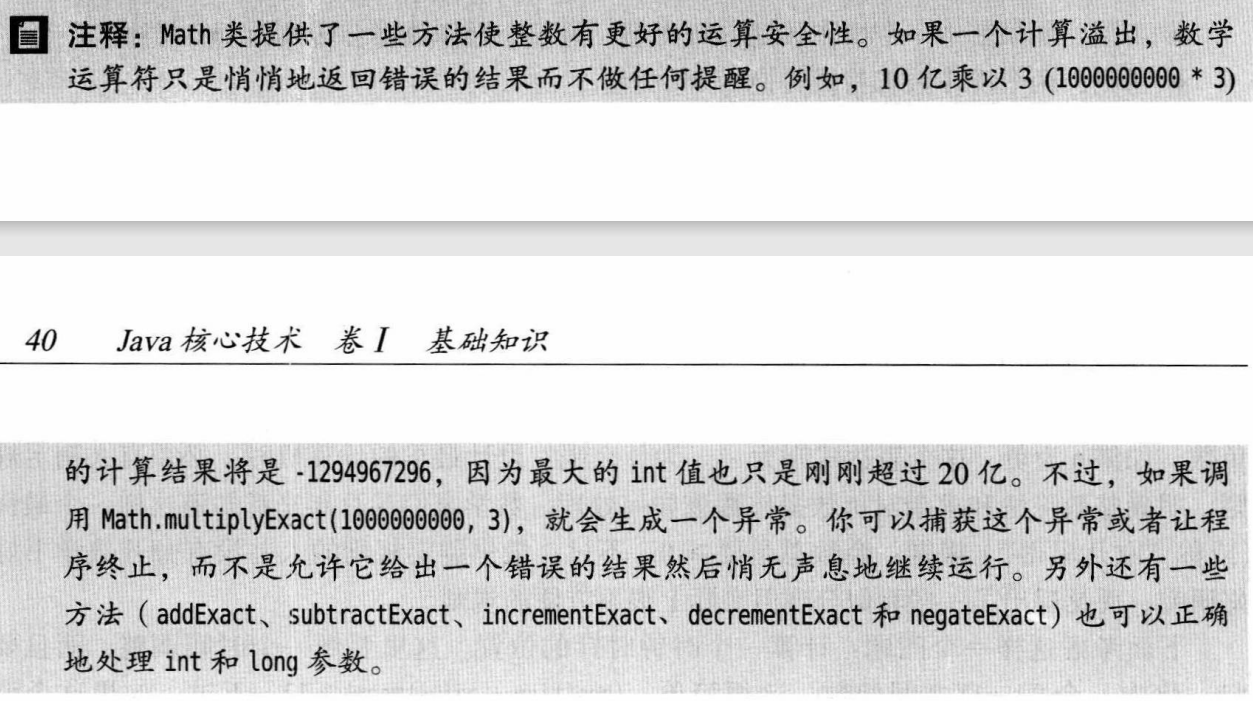 注释：Math 类提供了一些方法使整数有更好的运算安全性。如果一个计算溢出，数学
运算符只是悄悄地返回错误的结果而不做任何提醒。例如，10 亿乘以 3 (1000000000 * 3)
40 Java 核心技术 卷 I 基础知识
的计算结果将是 -1294967296，因为最大的 int 值也只是刚刚超过 20 亿。不过，如果调
用 Math.multiplyExact(1000000000, 3)，就会生成一个异常。你可以捕获这个异常或者让程
序终止，而不是允许它给出一个错误的结果然后悄无声息地继续运行。另外还有一些
方法（addExact、subtractExact、incrementExact、decrementExact 和 negateExact）也可以正确
地处理 int 和 long 参数。